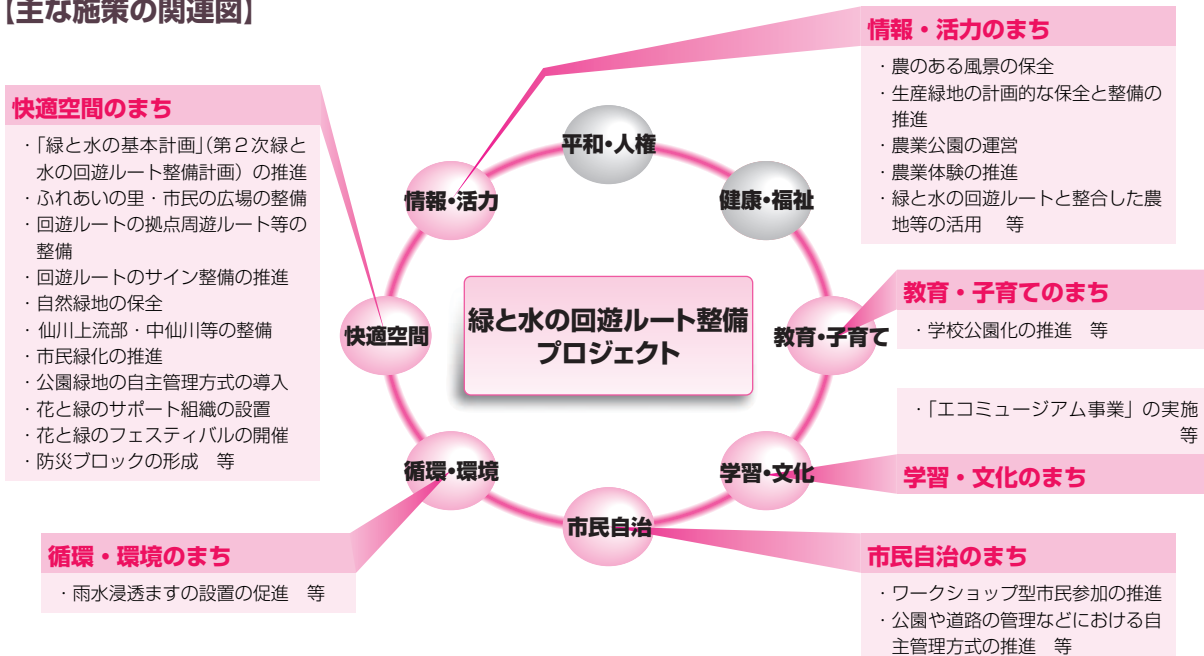 【主な施策の関連図】
情報・活力のまち
・農のある風景の保全
・生産緑地の計画的な保全と整備の
推進
・農業公園の運営
・農業体験の推進
・緑と水の回遊ルートと整合した農
地等の活用　等
快適空間のまち
・「緑と水の基本計画」（第２次緑と
水の回遊ルート整備計画）の推進
・ふれあいの里・市民の広場の整備
・回遊ルートの拠点周遊ルート等の
整備
・回遊ルートのサイン整備の推進
・自然緑地の保全
・仙川上流部・中仙川等の整備
・市民緑化の推進
・公園緑地の自主管理方式の導入
・花と緑のサポート組織の設置
・花と緑のフェスティバルの開催
・防災ブロックの形成　等
平和・人権
情報・活力
健康・福祉
快適空間
緑と水の回遊ルート整備
プロジェクト
教育・子育て
循環・環境
学習・文化
市民自治
教育・子育てのまち
・学校公園化の推進　等
・「エコミュージアム事業」の実施
等
学習・文化のまち
循環・環境のまち
・雨水浸透ますの設置の促進　等
市民自治のまち
・ワークショップ型市民参加の推進
・公園や道路の管理などにおける自
主管理方式の推進　等